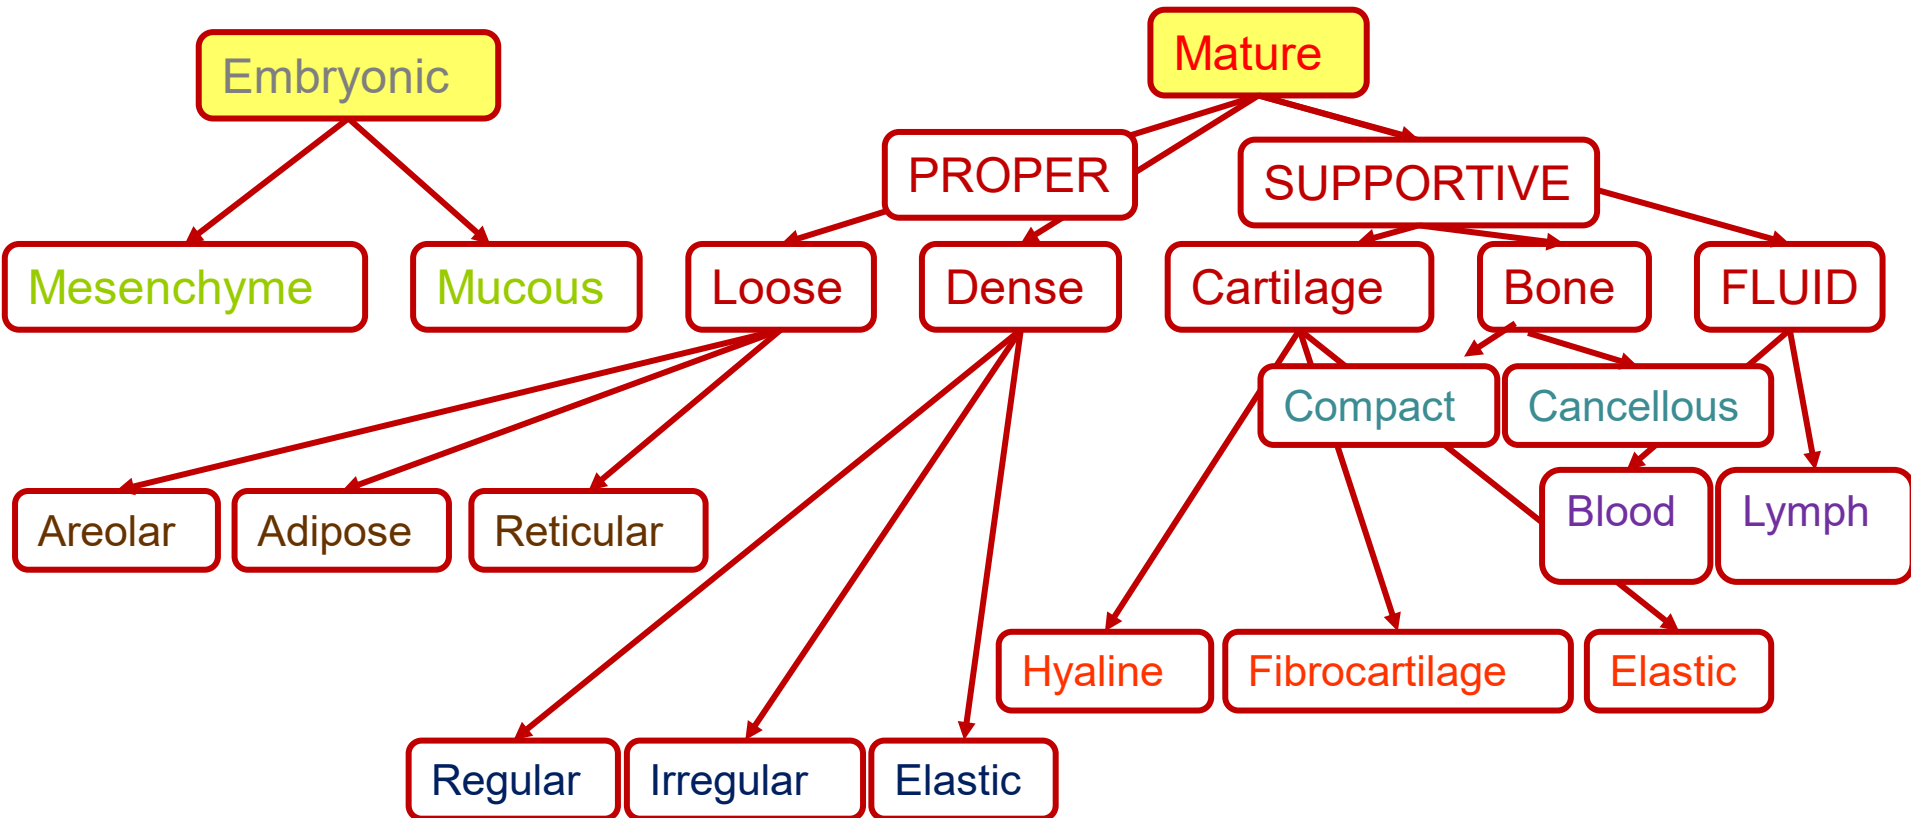 Embryonic
Mature
PROPER
SUPPORTIVE
Mesenchyme
Mucous
Loose
Dense
Cartilage
Bone
FLUID
Compact
Cancellous
Areolar
Adipose
Reticular
Blood
Lymph
Hyaline
Fibrocartilage
Elastic
Regular
Irregular
Elastic